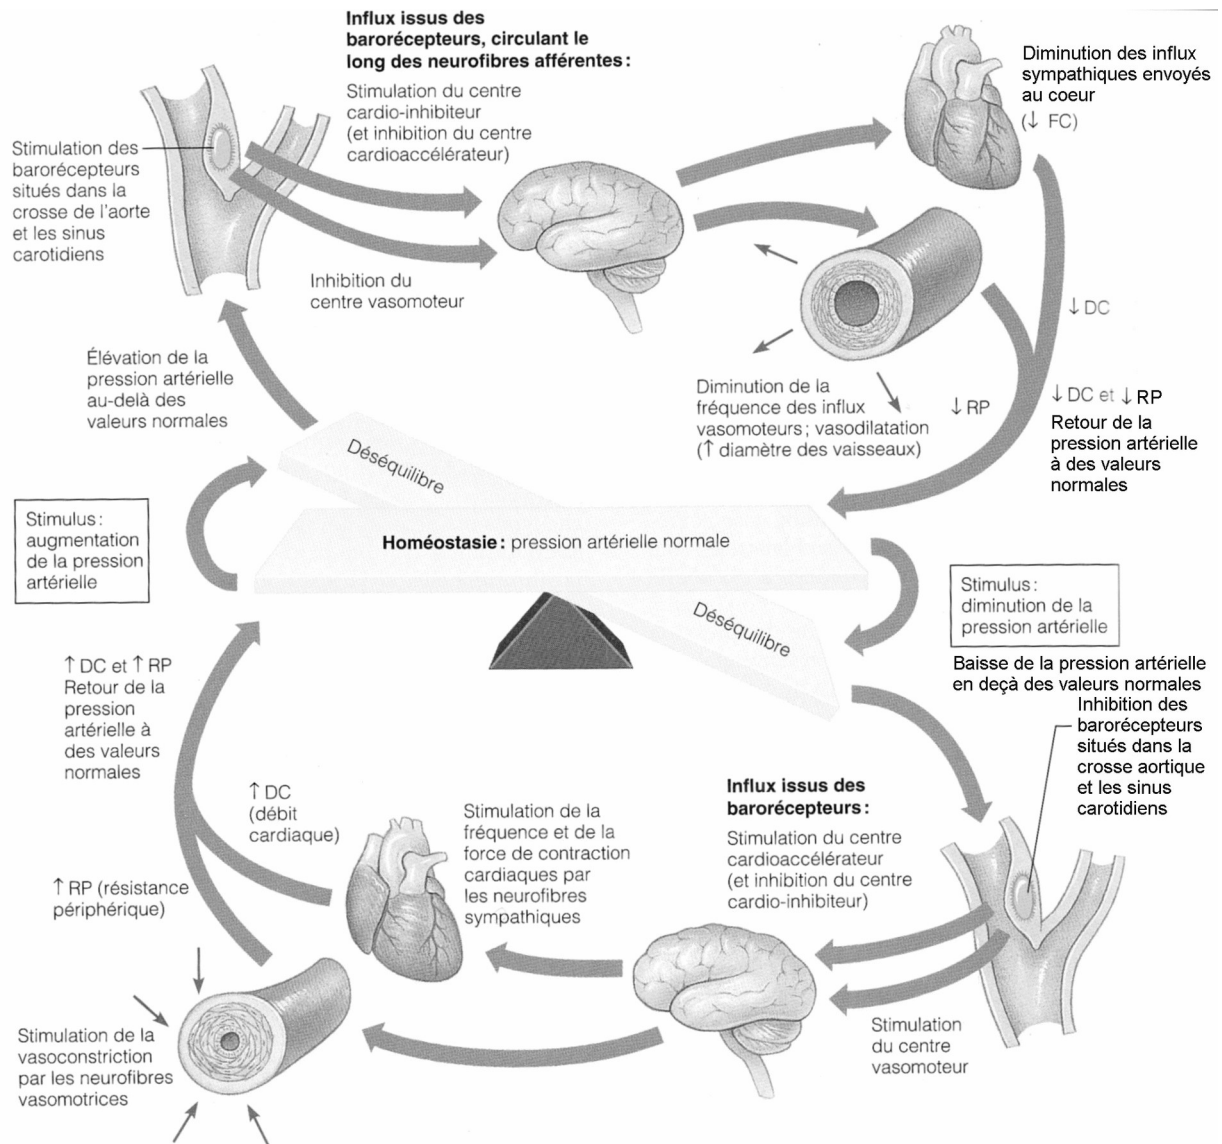 Influx issus des
barorécepteurs, circulant le
long des neurofibres afférentes :
Stimulation du centre
cardio-inhibiteur
(et inhibition du centre
cardioaccélérateur)
Diminution des influx
sympathiques envoyés
au coeur
(↓ FC)
Stimulation des
barorécepteurs
situés dans la
crosse de l'aorte
et les sinus
carotidiens
Inhibition du
centre vasomoteur
↓ DC
Élévation de la
pression artérielle
au-delà des
valeurs normales
Diminution de la
fréquence des influx
vasomoteurs ; vasodilatation
(↑ diamètre des vaisseaux)
↓ RP
↓ DC et ↓ RP
Retour de la
pression artérielle
à des valeurs
normales
Déséquilibre
Stimulus :
augmentation
de la pression
artérielle
Homéostasie : pression artérielle normale
Stimulus :
diminution de la
pression artérielle
Déséquilibre
Baisse de la pression artérielle
en deçà des valeurs normales
Inhibition des
barorécepteurs
situés dans la
crosse aortique
et les sinus
carotidiens
↑ DC et ↑ RP
Retour de la
pression
artérielle à
des valeurs
normales
↑ DC
(débit
cardiaque)
Stimulation de la
fréquence et de la
force de contraction
cardiaques par
les neurofibres
sympathiques
Influx issus des
barorécepteurs :
Stimulation du centre
cardioaccélérateur
(et inhibition du centre
cardio-inhibiteur)
↑ RP (résistance
périphérique)
Stimulation de la
vasoconstriction
par les neurofibres
vasomotrices
Stimulation
du centre
vasomoteur